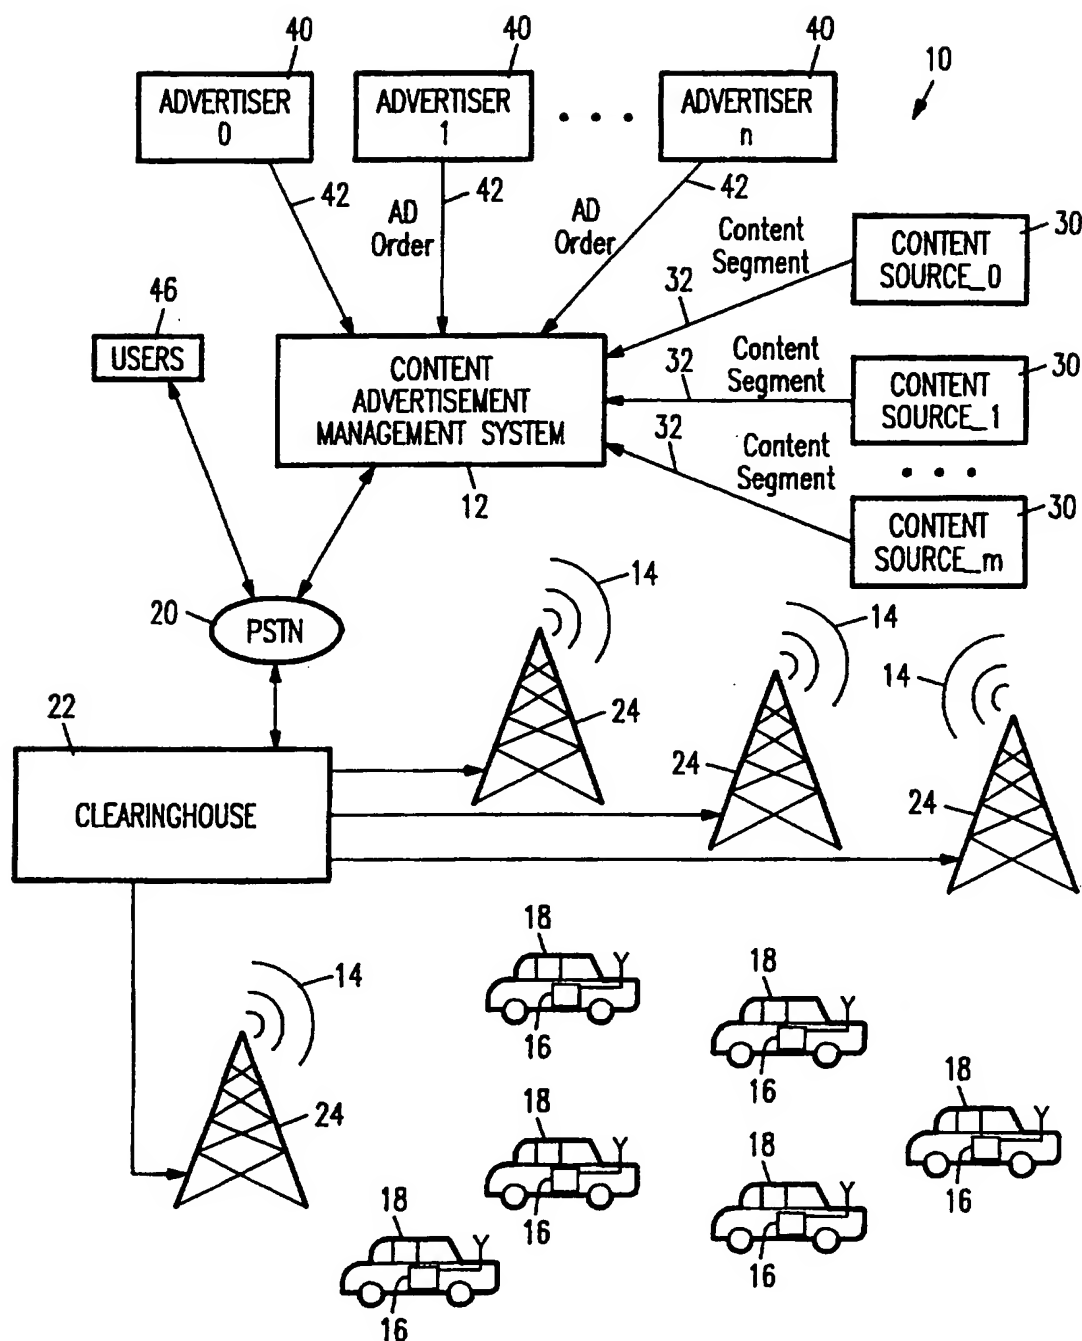 40
40
40
10
ADVERTISER
0
ADVERTISER
1
• • •
ADVERTISER
n
42
42
42
AD
Order
AD
Order
Content
Segment
30
CONTENT
SOURCE_0
32
46
USERS
CONTENT
ADVERTISEMENT
MANAGEMENT SYSTEM
12
32
Content
Segment
30
CONTENT
SOURCE_1
• • •
32
Content
Segment
30
CONTENT
SOURCE_m
20
PSTN
14
14
14
22
CLEARINGHOUSE
24
24
24
14
24
18
16
18
16
18
16
18
16
18
16
18
16